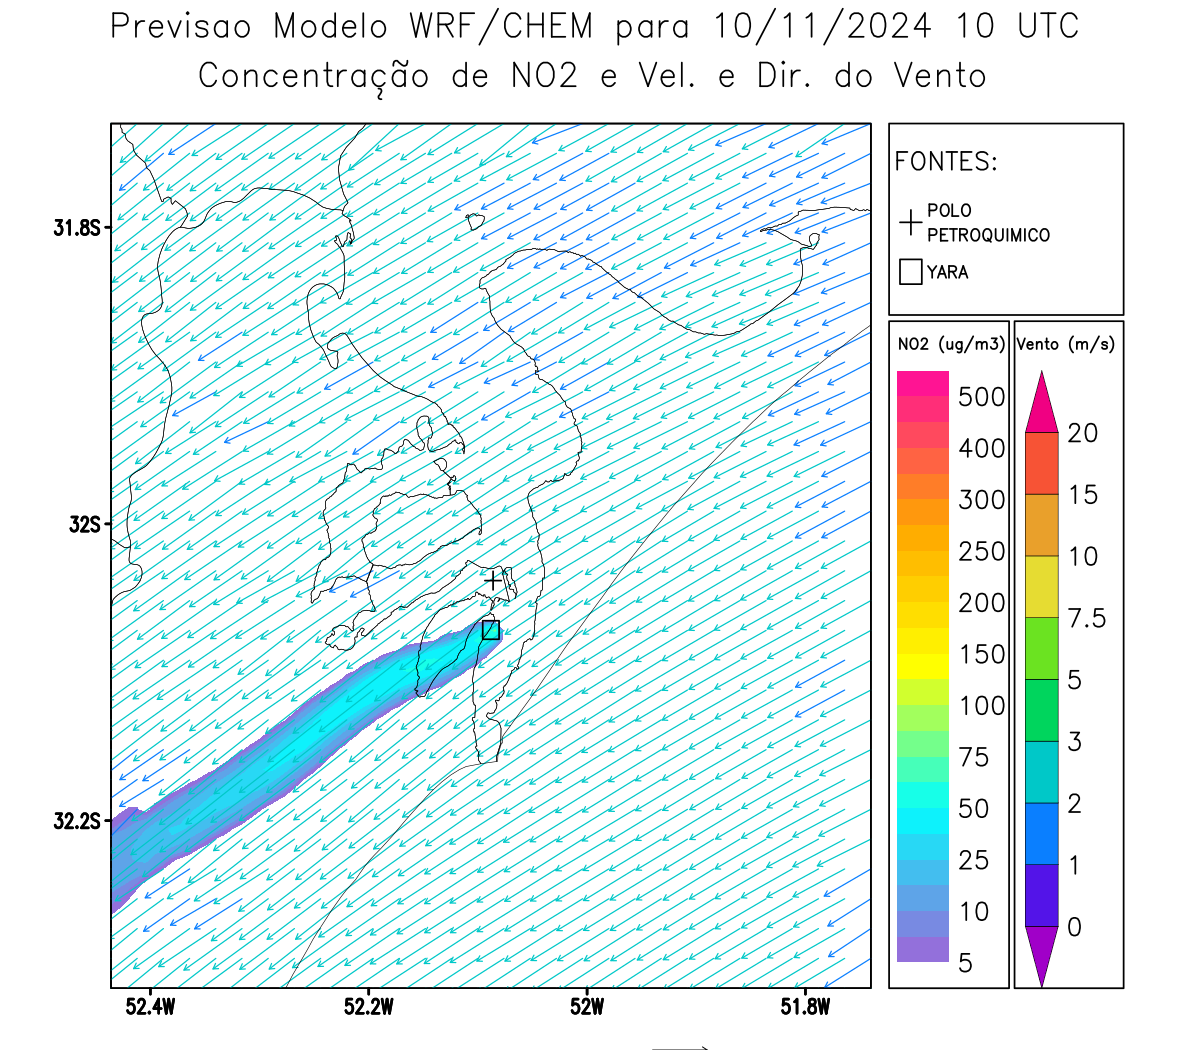 Previsao Modelo WRF/CHEM para 10/11/2024 10 UTC
Concentração de NO2 e Vel. e Dir. do Vento
31.8S
32S
32.2S
52.4W
52.2W
52W
51.8W
FONTES:
POLO
PETROQUIMICO
YARA
NO2 (ug/m3)
500
400
300
250
200
150
100
75
50
25
10
5
Vento (m/s)
20
15
10
7.5
5
3
2
1
0